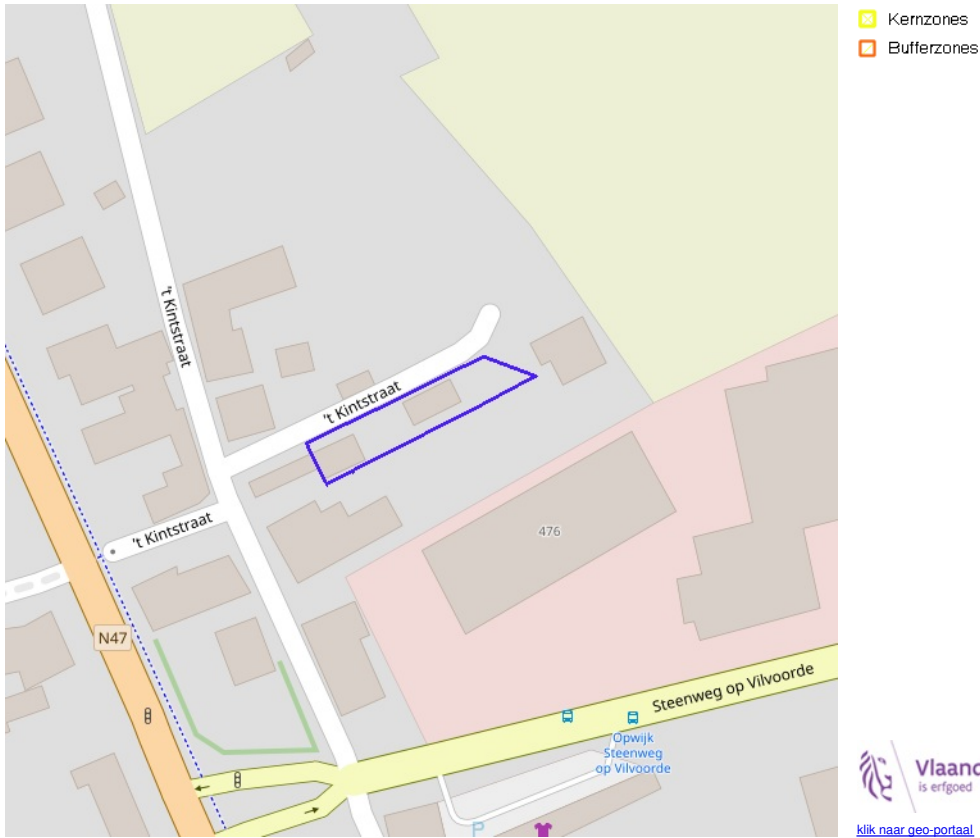 Kernzones
Bufferzones
't Kintstraat
't Kintstraat
't Kintstraat
476
N47
Steenweg op Vilvoorde
Opwijk
Steenweg
op Vilvoorde
P
Vlaand
is erfgoed
klik naar geo-portaal